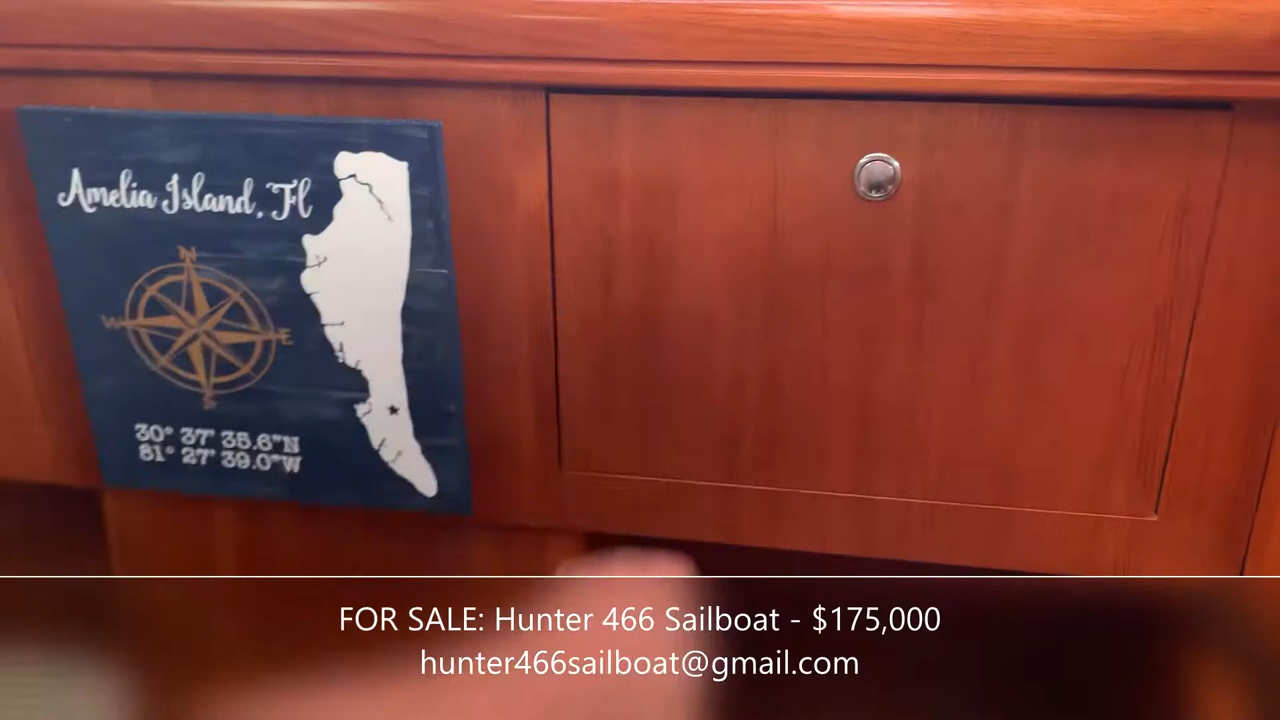 Amelia Island, Fl
N
W
E
S
30° 37' 35.6"N
81° 27' 39.0"W
FOR SALE: Hunter 466 Sailboat - $175,000
hunter466sailboat@gmail.com